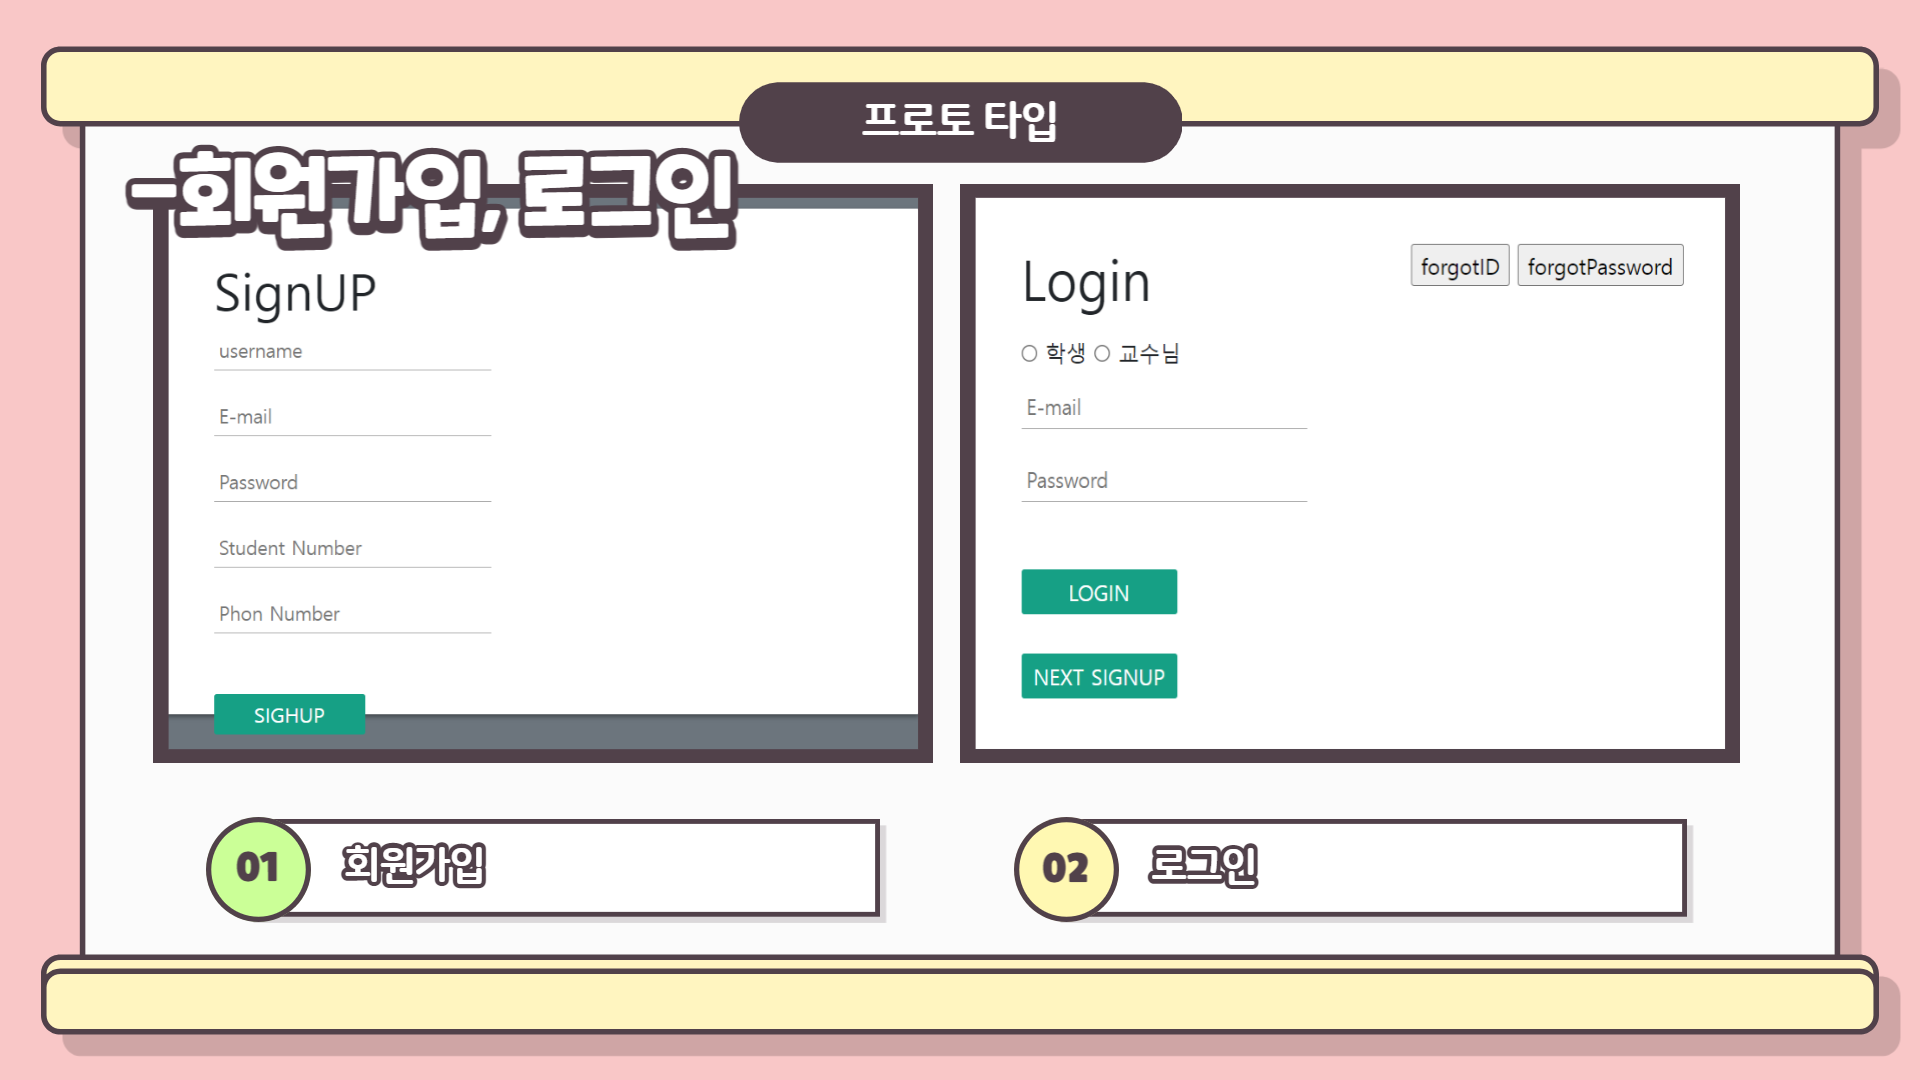 프로토 타입
-회원가입, 로그인
SignUP
username
E-mail
Password
Student Number
Phon Number
SIGHUP
forgotID forgotPassword
Login
학생 교수님
E-mail
Password
LOGIN
NEXT SIGNUP
01 회원가입
02 로그인